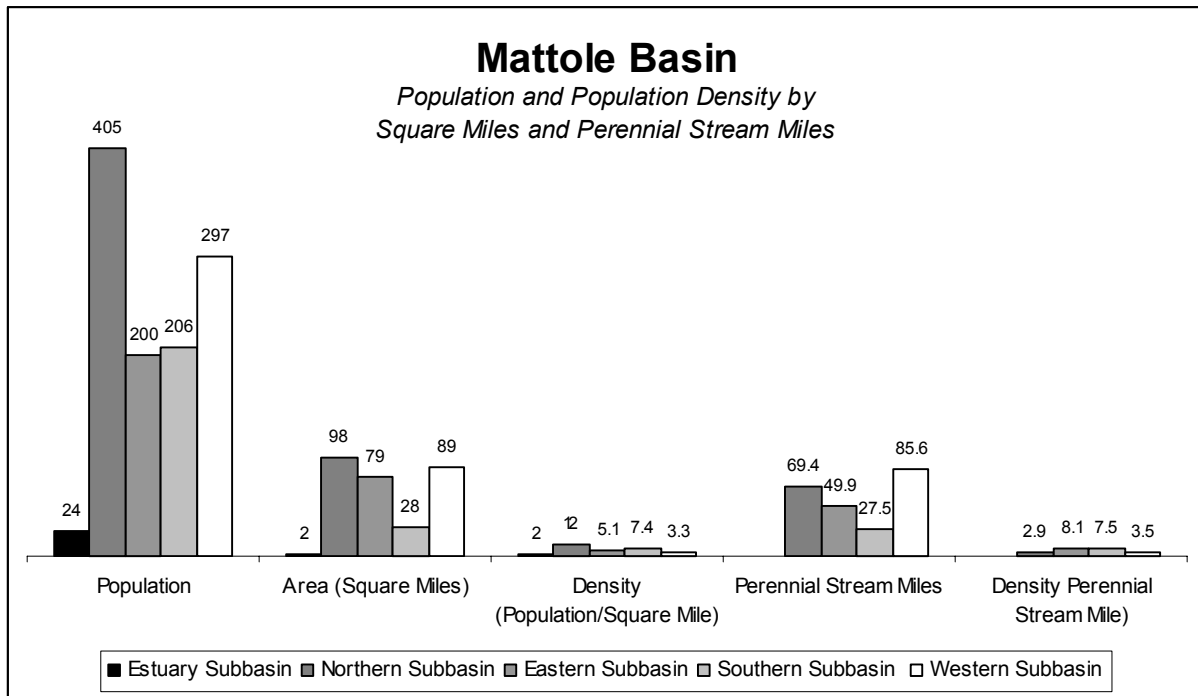 Mattole Basin
Population and Population Density by
Square Miles and Perennial Stream Miles
405
297
200
206
24
98
79
89
28
2
2
12
5.1
7.4
3.3
69.4
49.9
27.5
85.6
2.9
8.1
7.5
3.5
Population
Area (Square Miles)
Density
(Population/Square Mile)
Perennial Stream Miles
Density Perennial
Stream Mile)
Estuary Subbasin
Northern Subbasin
Eastern Subbasin
Southern Subbasin
Western Subbasin